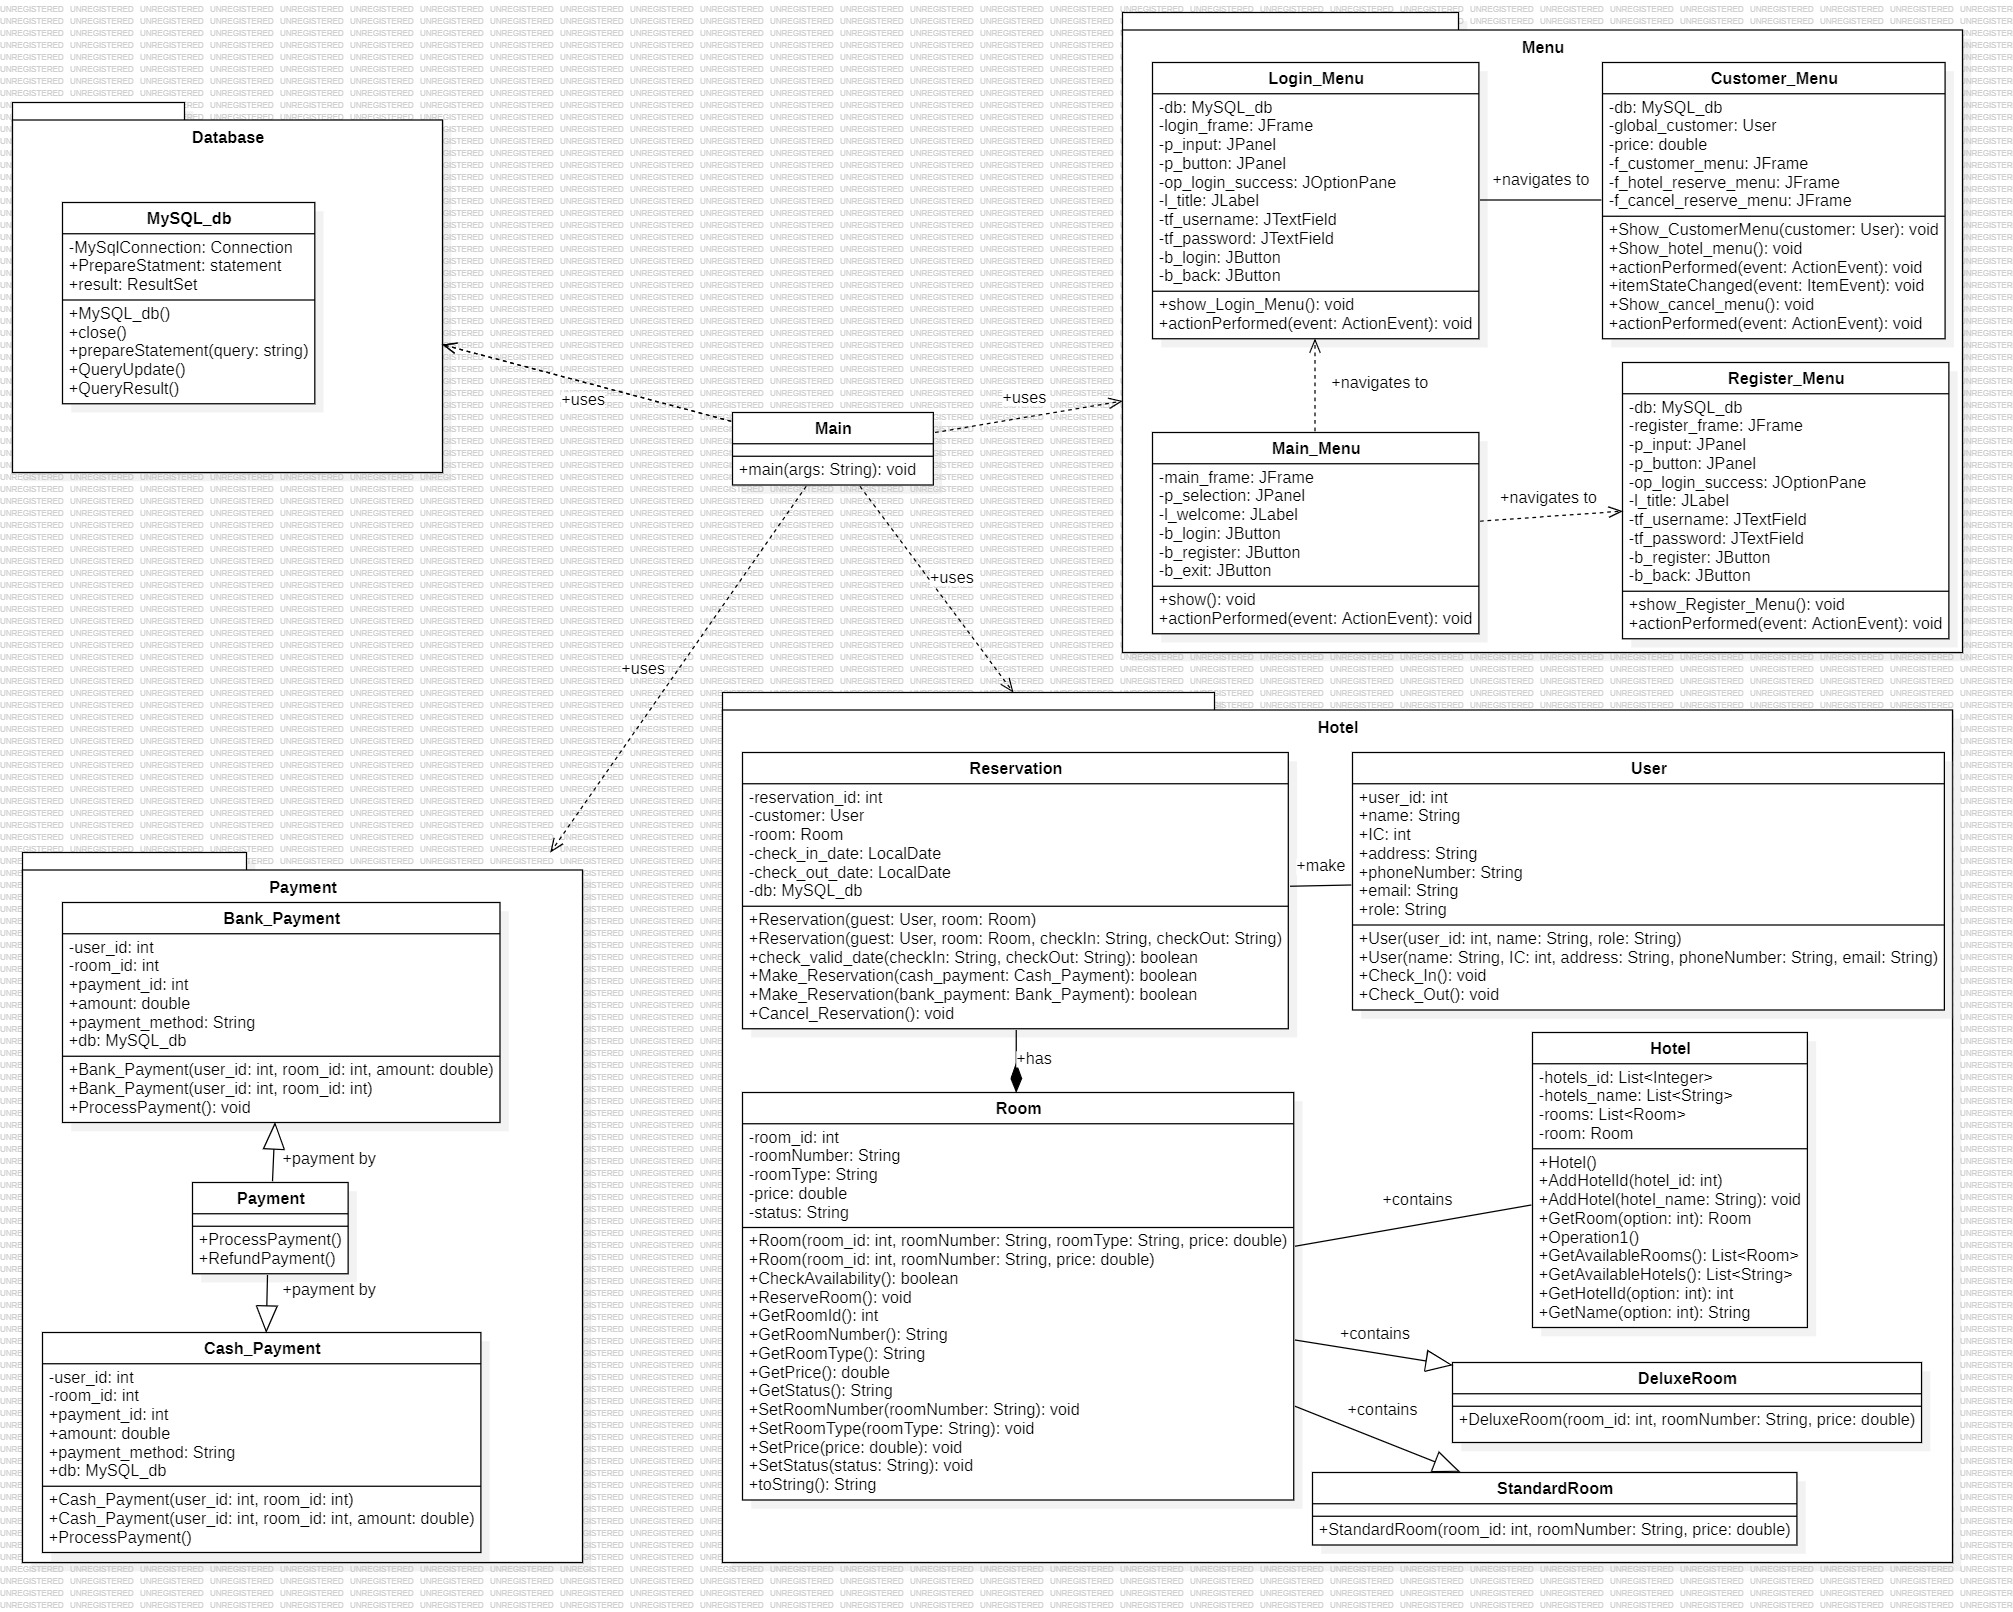 Database
MySQL_db
-MySqlConnection: Connection
+PrepareStatment: statement
+result: ResultSet
+MySQL_db()
+close()
+prepareStatement(query: string)
+QueryUpdate()
+QueryResult()
+uses
Main
+main(args: String): void
+uses
+uses
+uses
Menu
Login_Menu
-db: MySQL_db
-login_frame: JFrame
-p_input: JPanel
-p_button: JPanel
-op_login_success: JOptionPane
-l_title: JLabel
-tf_username: JTextField
-tf_password: JTextField
-b_login: JButton
-b_back: JButton
+show_Login_Menu(): void
+actionPerformed(event: ActionEvent): void
+navigates to
Customer_Menu
-db: MySQL_db
-global_customer: User
-price: double
-f_customer_menu: JFrame
-f_hotel_reserve_menu: JFrame
-f_cancel_reserve_menu: JFrame
+Show_CustomerMenu(customer: User): void
+Show_hotel_menu(): void
+actionPerformed(event: ActionEvent): void
+itemStateChanged(event: ItemEvent): void
+Show_cancel_menu(): void
+actionPerformed(event: ActionEvent): void
+navigates to
Main_Menu
-main_frame: JFrame
-p_selection: JPanel
-l_welcome: JLabel
-b_login: JButton
-b_register: JButton
-b_exit: JButton
+show(): void
+actionPerformed(event: ActionEvent): void
+navigates to
Register_Menu
-db: MySQL_db
-register_frame: JFrame
-p_input: JPanel
-p_button: JPanel
-op_login_success: JOptionPane
-l_title: JLabel
-tf_username: JTextField
-tf_password: JTextField
-b_register: JButton
-b_back: JButton
+show_Register_Menu(): void
+actionPerformed(event: ActionEvent): void
Payment
Bank_Payment
-user_id: int
-room_id: int
+payment_id: int
+amount: double
+payment_method: String
+db: MySQL_db
+Bank_Payment(user_id: int, room_id: int, amount: double)
+Bank_Payment(user_id: int, room_id: int)
+ProcessPayment(): void
+payment by
Payment
+ProcessPayment()
+RefundPayment()
+payment by
Cash_Payment
-user_id: int
-room_id: int
+payment_id: int
+amount: double
+payment_method: String
+db: MySQL_db
+Cash_Payment(user_id: int, room_id: int)
+Cash_Payment(user_id: int, room_id: int, amount: double)
+ProcessPayment()
Hotel
Reservation
-reservation_id: int
-customer: User
-room: Room
-check_in_date: LocalDate
-check_out_date: LocalDate
-db: MySQL_db
+Reservation(guest: User, room: Room)
+Reservation(guest: User, room: Room, checkIn: String, checkOut: String)
+check_valid_date(checkIn: String, checkOut: String): boolean
+Make_Reservation(cash_payment: Cash_Payment): boolean
+Make_Reservation(bank_payment: Bank_Payment): boolean
+Cancel_Reservation(): void
+make
User
+user_id: int
+name: String
+IC: int
+address: String
+phoneNumber: String
+email: String
+role: String
+User(user_id: int, name: String, role: String)
+User(name: String, IC: int, address: String, phoneNumber: String, email: String)
+Check_In(): void
+Check_Out(): void
+has
Room
-room_id: int
-roomNumber: String
-roomType: String
-price: double
-status: String
+Room(room_id: int, roomNumber: String, roomType: String, price: double)
+Room(room_id: int, roomNumber: String, price: double)
+CheckAvailability(): boolean
+ReserveRoom(): void
+GetRoomId(): int
+GetRoomNumber(): String
+GetRoomType(): String
+GetPrice(): double
+GetStatus(): String
+SetRoomNumber(roomNumber: String): void
+SetRoomType(roomType: String): void
+SetPrice(price: double): void
+SetStatus(status: String): void
+toString(): String
+contains
Hotel
-hotels_id: List<Integer>
-hotels_name: List<String>
-rooms: List<Room>
-room: Room
+Hotel()
+AddHotelId(hotel_id: int)
+AddHotel(hotel_name: String): void
+GetRoom(option: int): Room
+Operation1()
+GetAvailableRooms(): List<Room>
+GetAvailableHotels(): List<String>
+GetHotelId(option: int): int
+GetName(option: int): String
+contains
DeluxeRoom
+DeluxeRoom(room_id: int, roomNumber: String, price: double)
+contains
StandardRoom
+StandardRoom(room_id: int, roomNumber: String, price: double)
UNREGISTERED